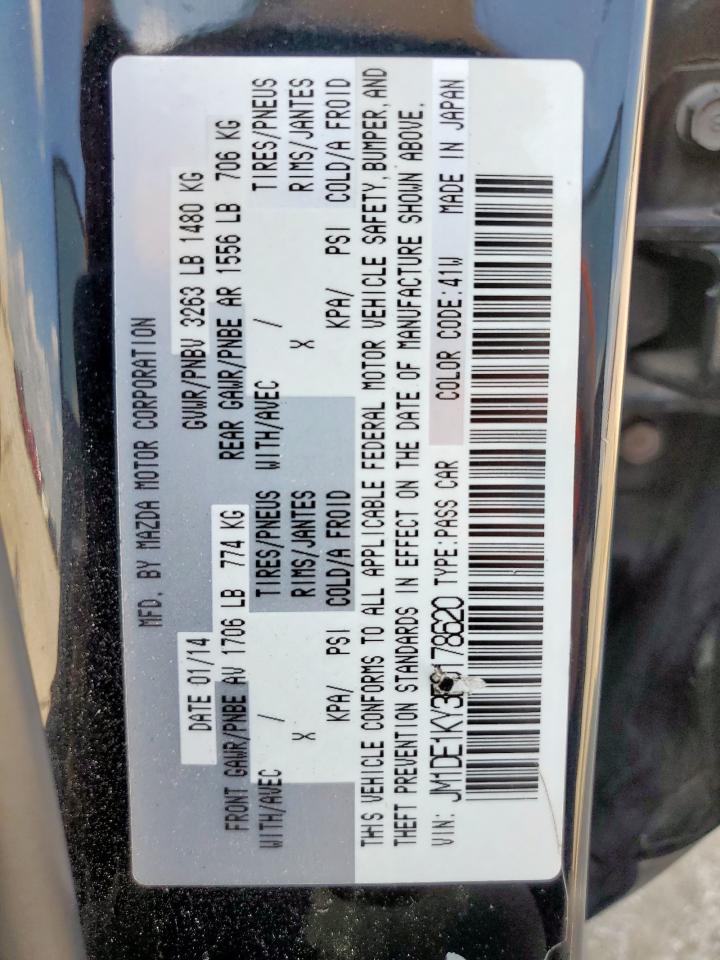 MFD. BY MAZDA MOTOR CORPORATION
DATE 01/14 GVWR/PNBV 3263 LB 1480 KG
FRONT GAWR/PNBE AV 1706 LB 774 KG REAR GAWR/PNBE AR 1556 LB 706 KG
WITH/AVEC / TIRES/PNEUS WITH/AVEC / TIRES/PNEUS
X RIMS/JANTES X RIMS/JANTES
KPA/ PSI COLD/A FROID KPA/ PSI COLD/A FROID
THIS VEHICLE CONFORMS TO ALL APPLICABLE FEDERAL MOTOR VEHICLE SAFETY, BUMPER, AND
THEFT PREVENTION STANDARDS IN EFFECT ON THE DATE OF MANUFACTURE SHOWN ABOVE.
VIN: TYPE:PASS CAR COLOR CODE:41W MADE IN JAPAN